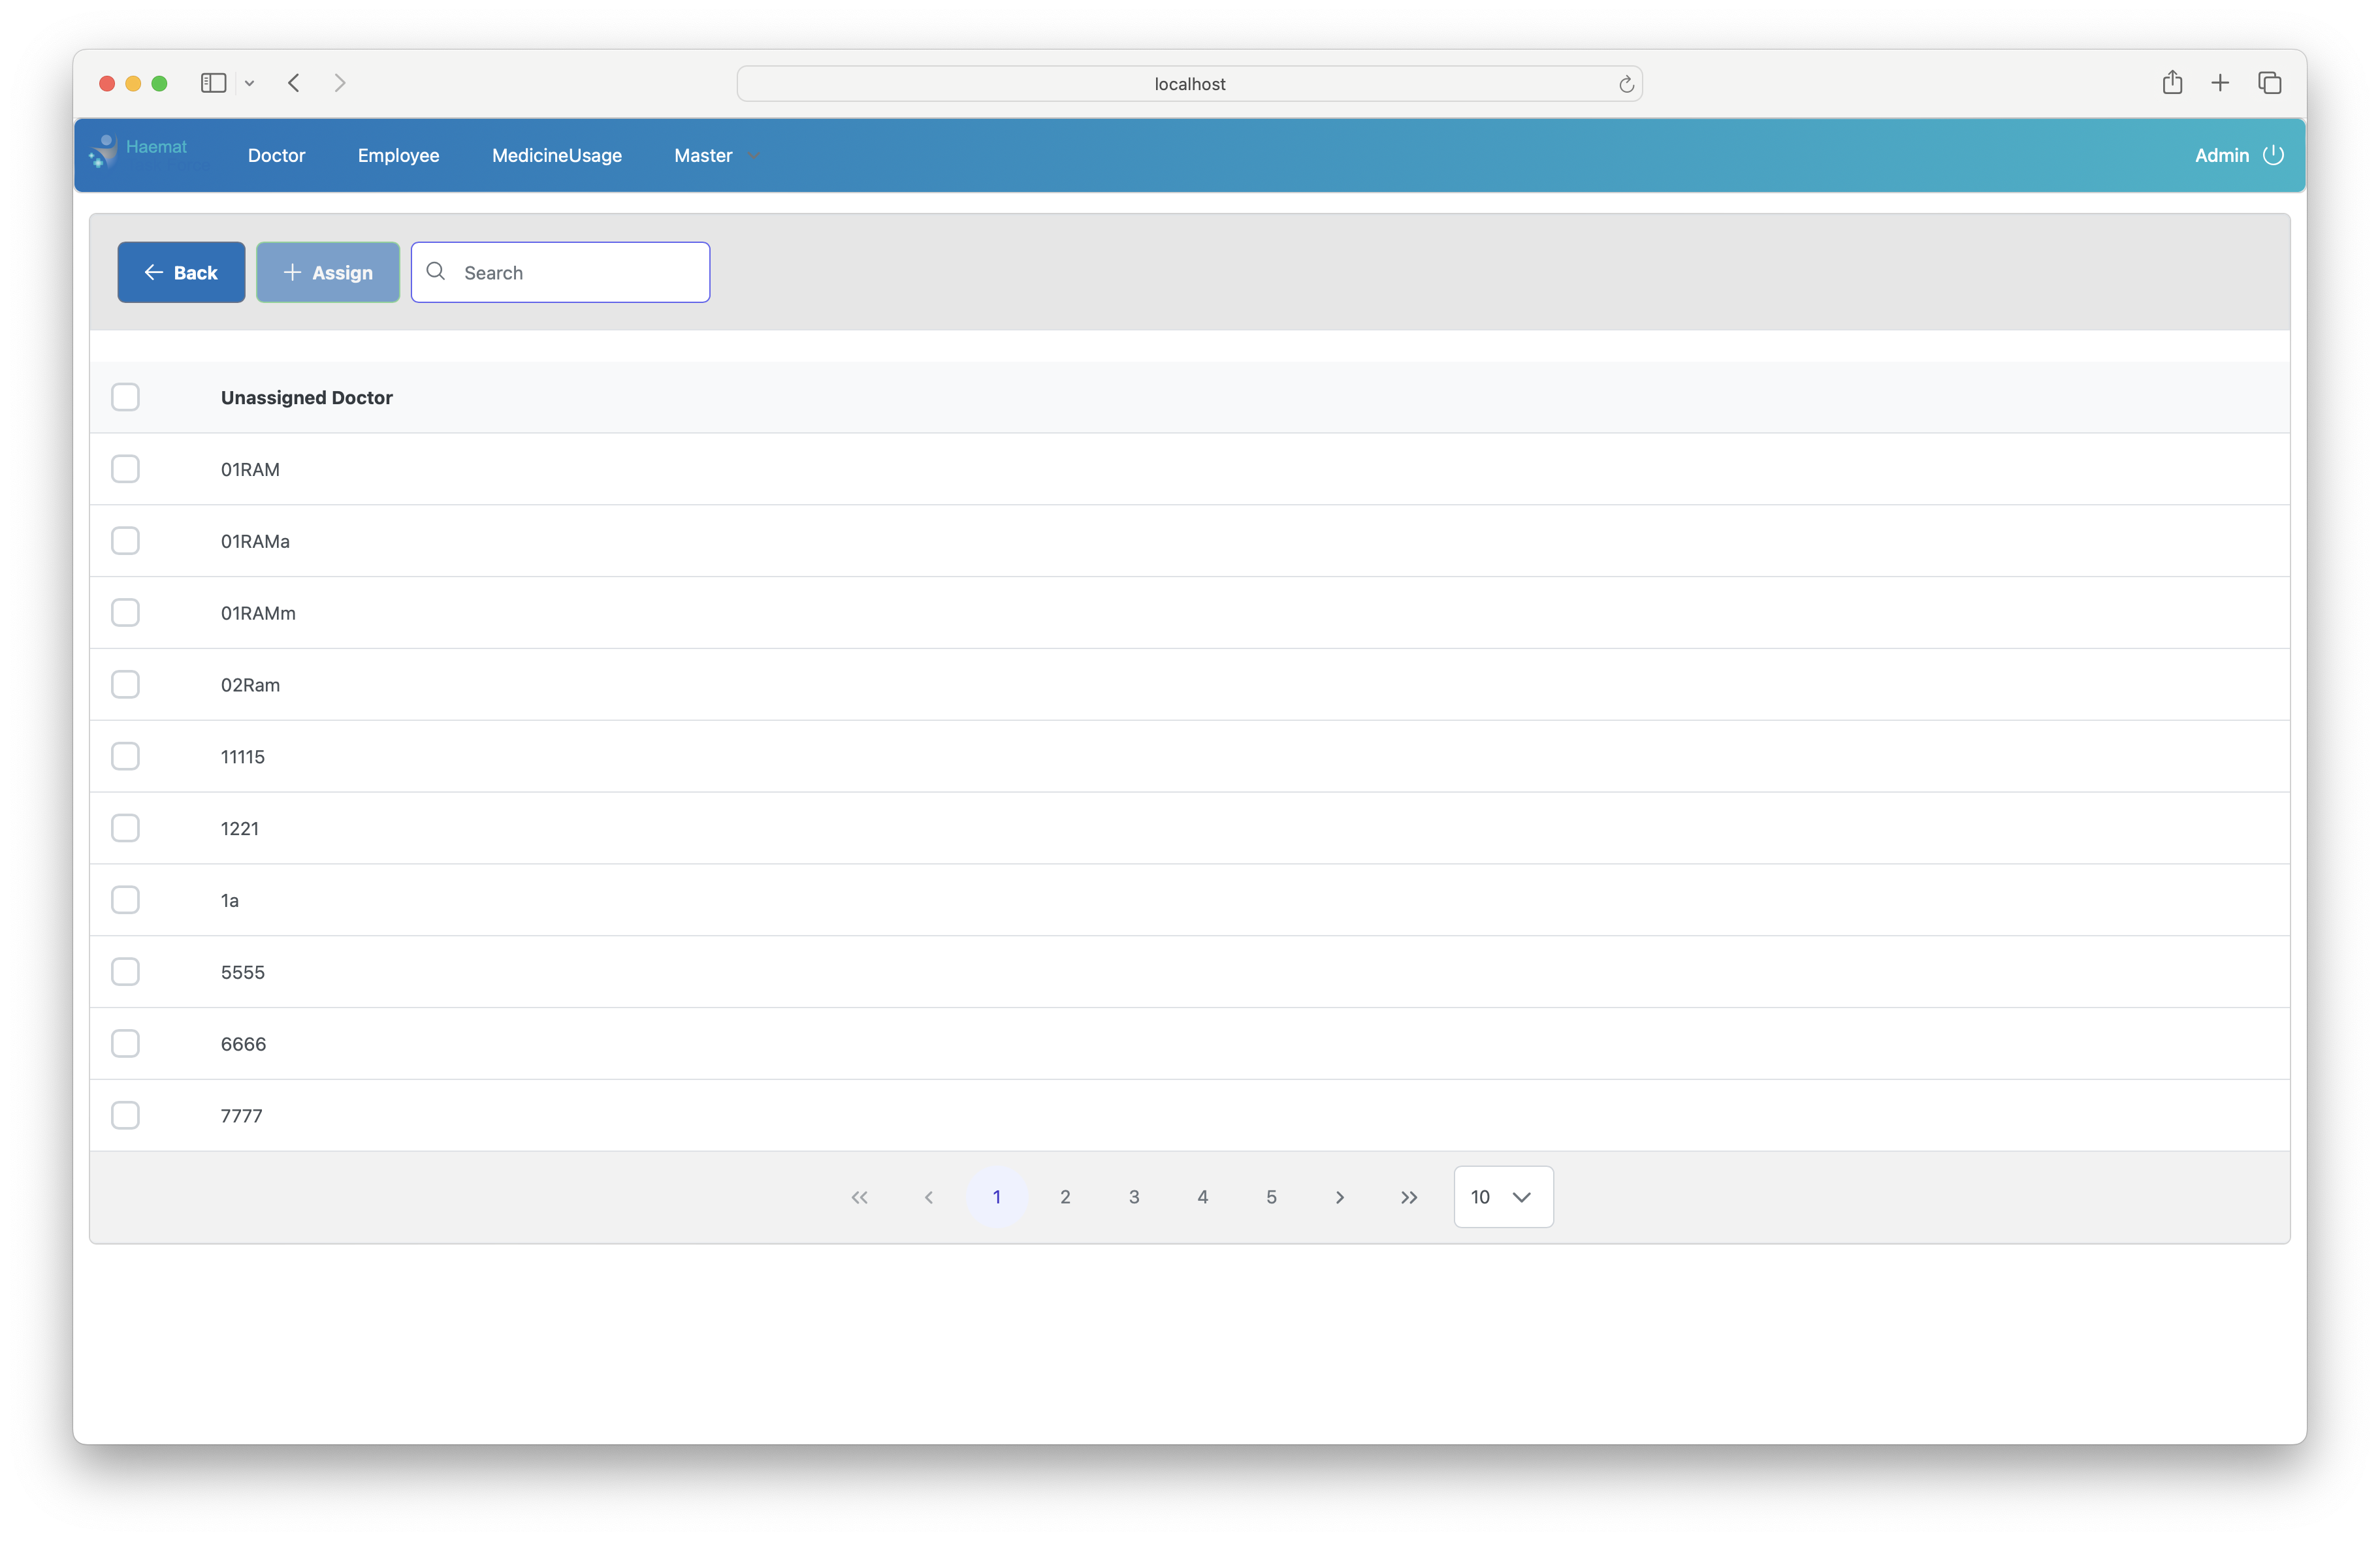 localhost
Haemat
Doctor Employee MedicineUsage Master Admin
Back Assign Search
Unassigned Doctor
01RAM
01RAMa
01RAMm
02Ram
11115
1221
1a
5555
6666
7777
1 2 3 4 5 10